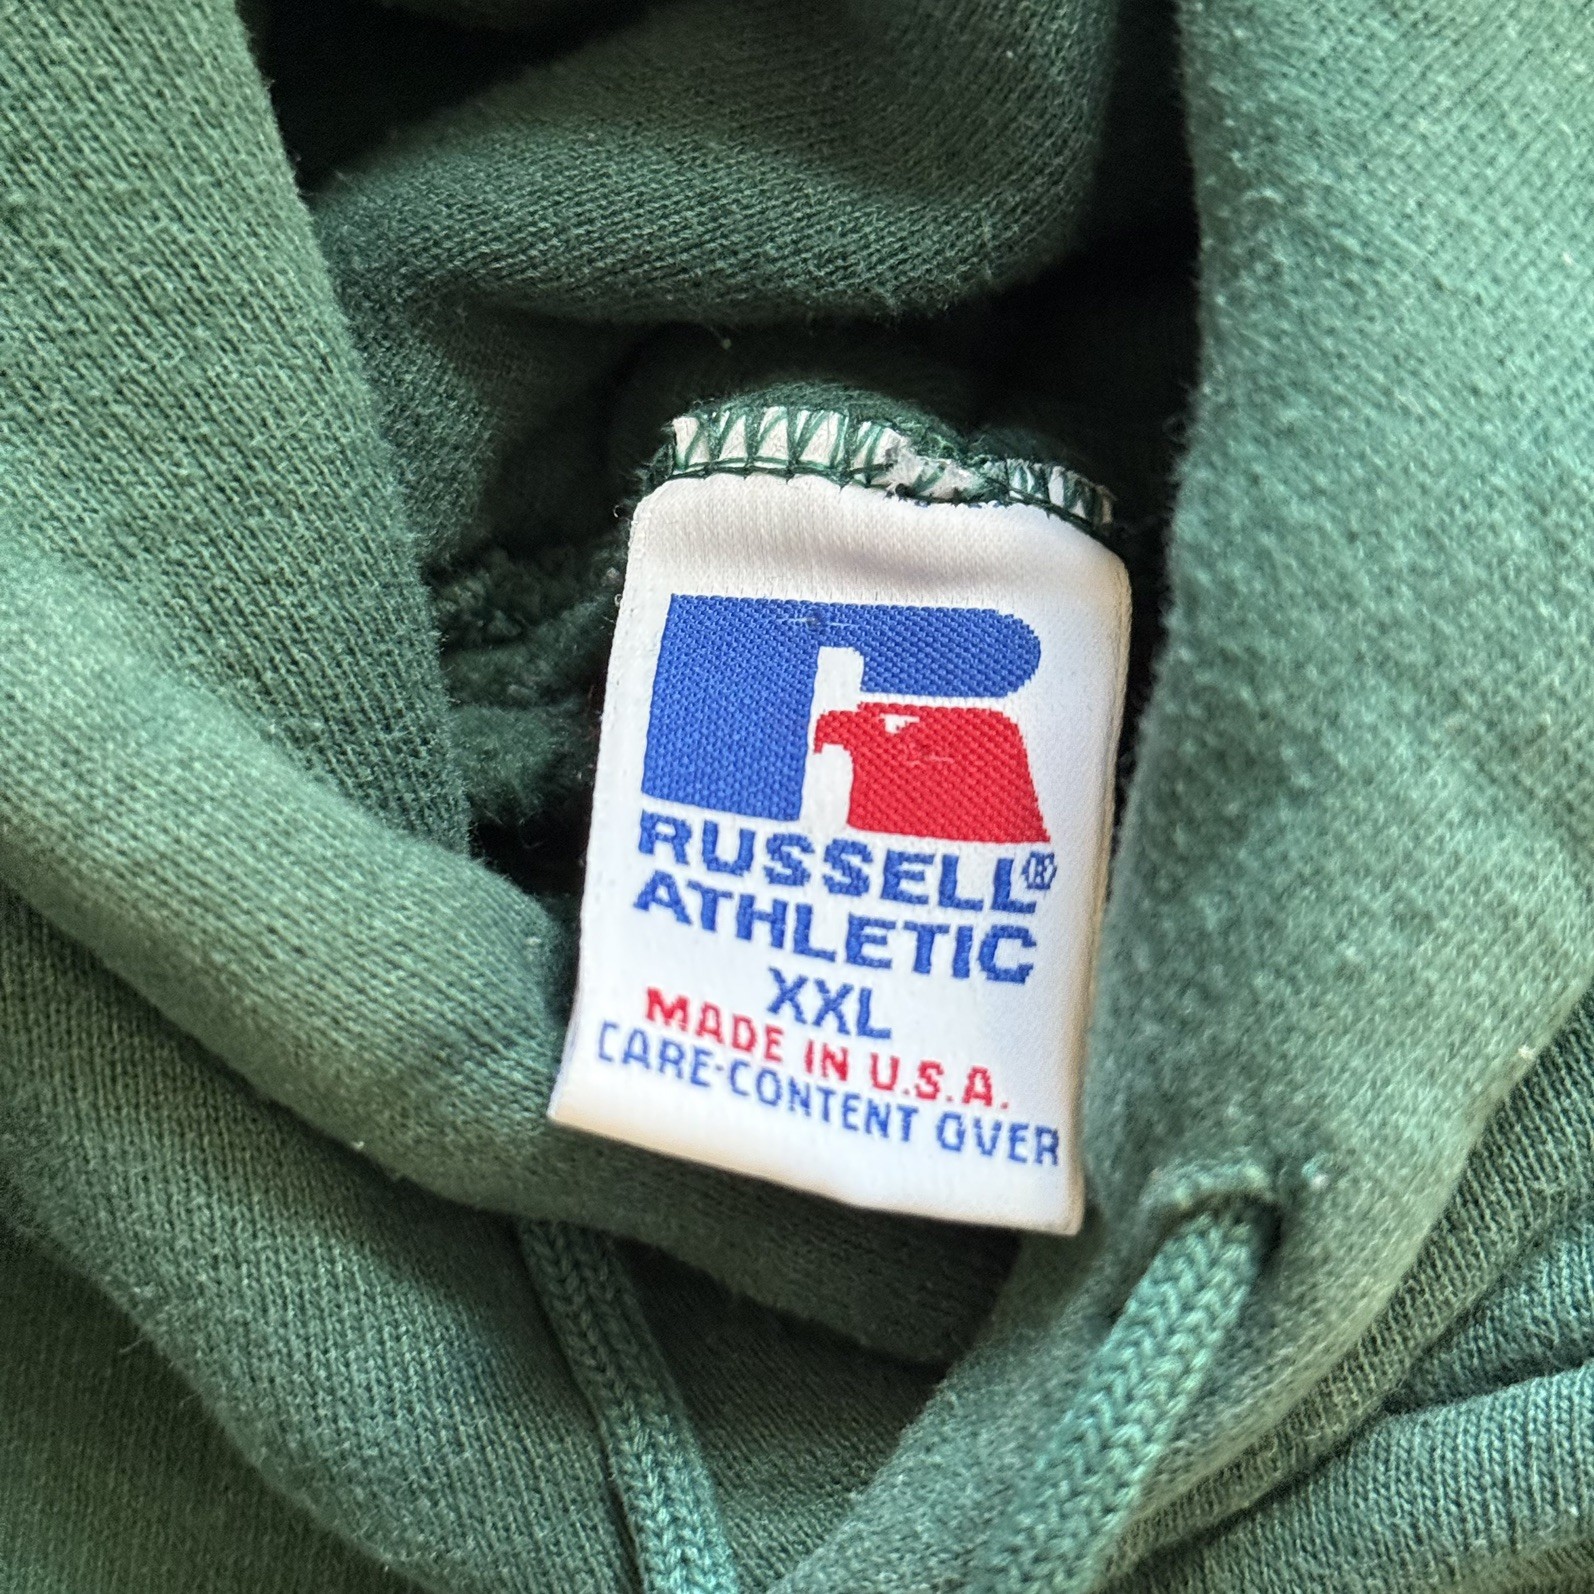 RUSSELL®
ATHLETIC
XXL
MADE IN U.S.A.
CARE-CONTENT OVER